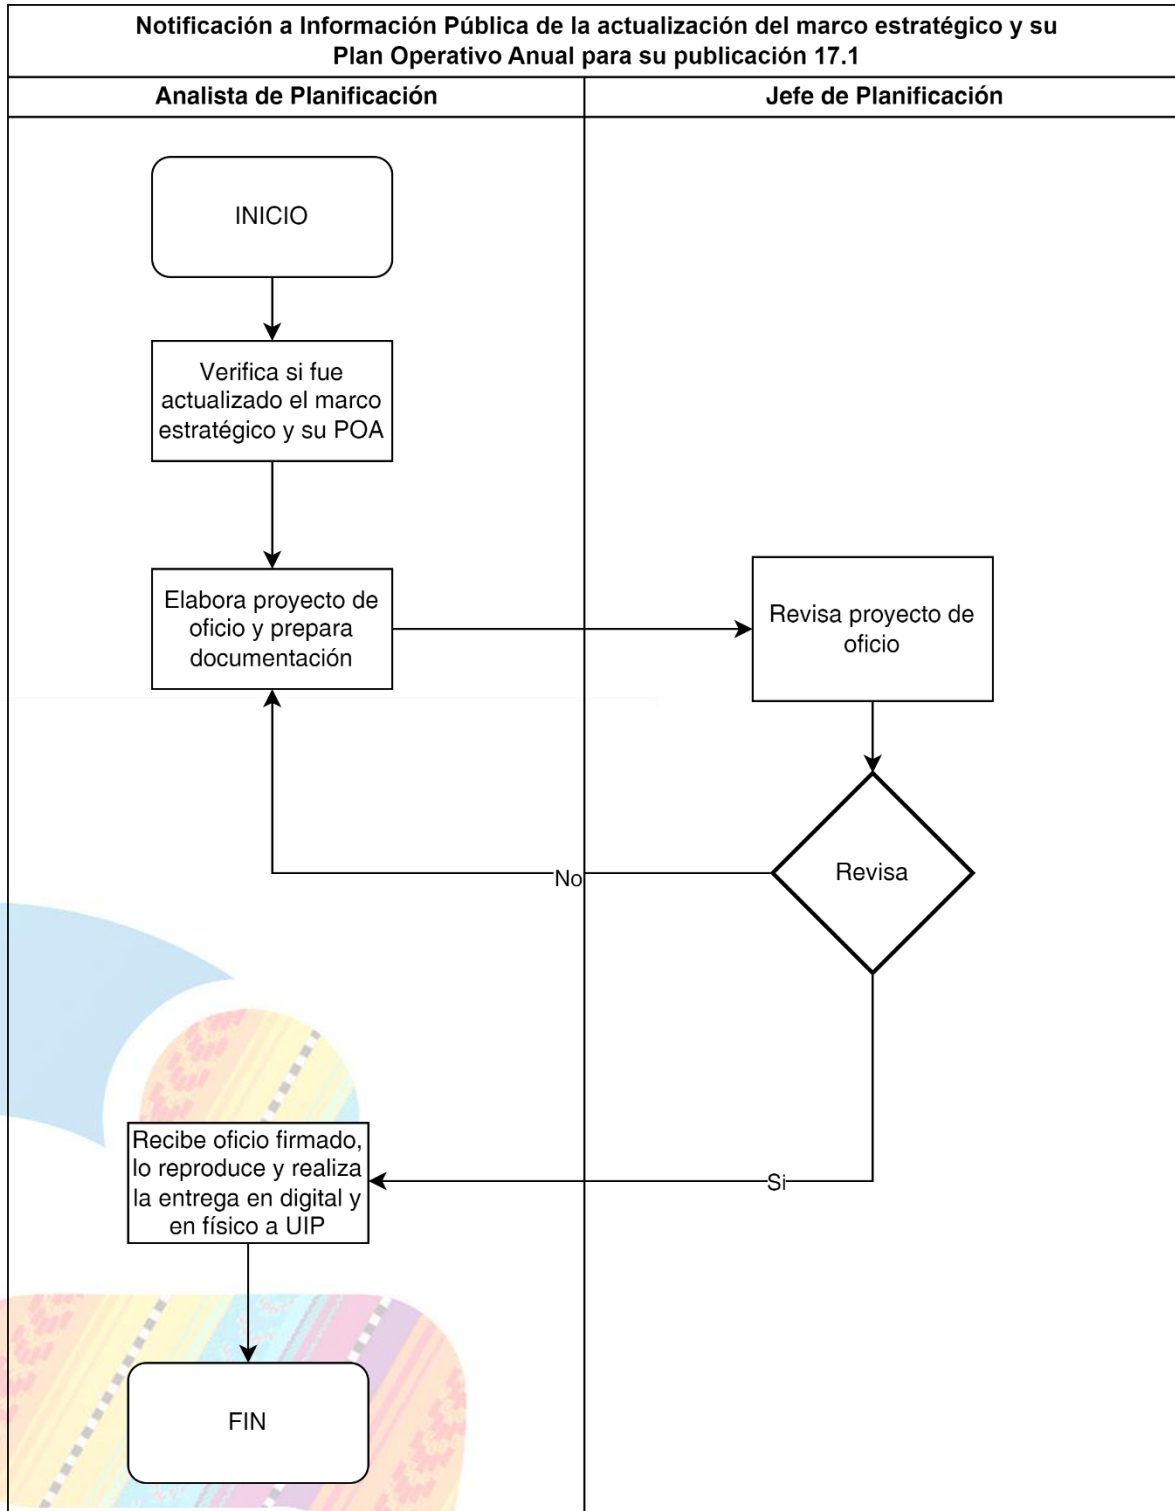 Notificación a Información Pública de la actualización del marco estratégico y su
Plan Operativo Anual para su publicación 17.1
Analista de Planificación
Jefe de Planificación
INICIO
Verifica si fue
actualizado el marco
estratégico y su POA
Elabora proyecto de
oficio y prepara
documentación
Revisa proyecto de
oficio
Revisa
No
Si
Recibe oficio firmado,
lo reproduce y realiza
la entrega en digital y
en físico a UIP
FIN